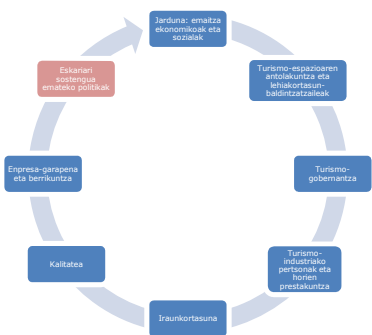 Jarduna: emaitza
ekonomikoak eta
sozialak
Turismo-espazioaren
antolakuntza eta
lehiakortasun-
baldintzatzaileak
Turismo-
gobernantza
Turismo-
industriako
pertsonak eta
horien
prestakuntza
Iraunkortasuna
Kalitatea
Enpresa-garapena
eta berrikuntza
Eskariari
sostengua
emateko politikak